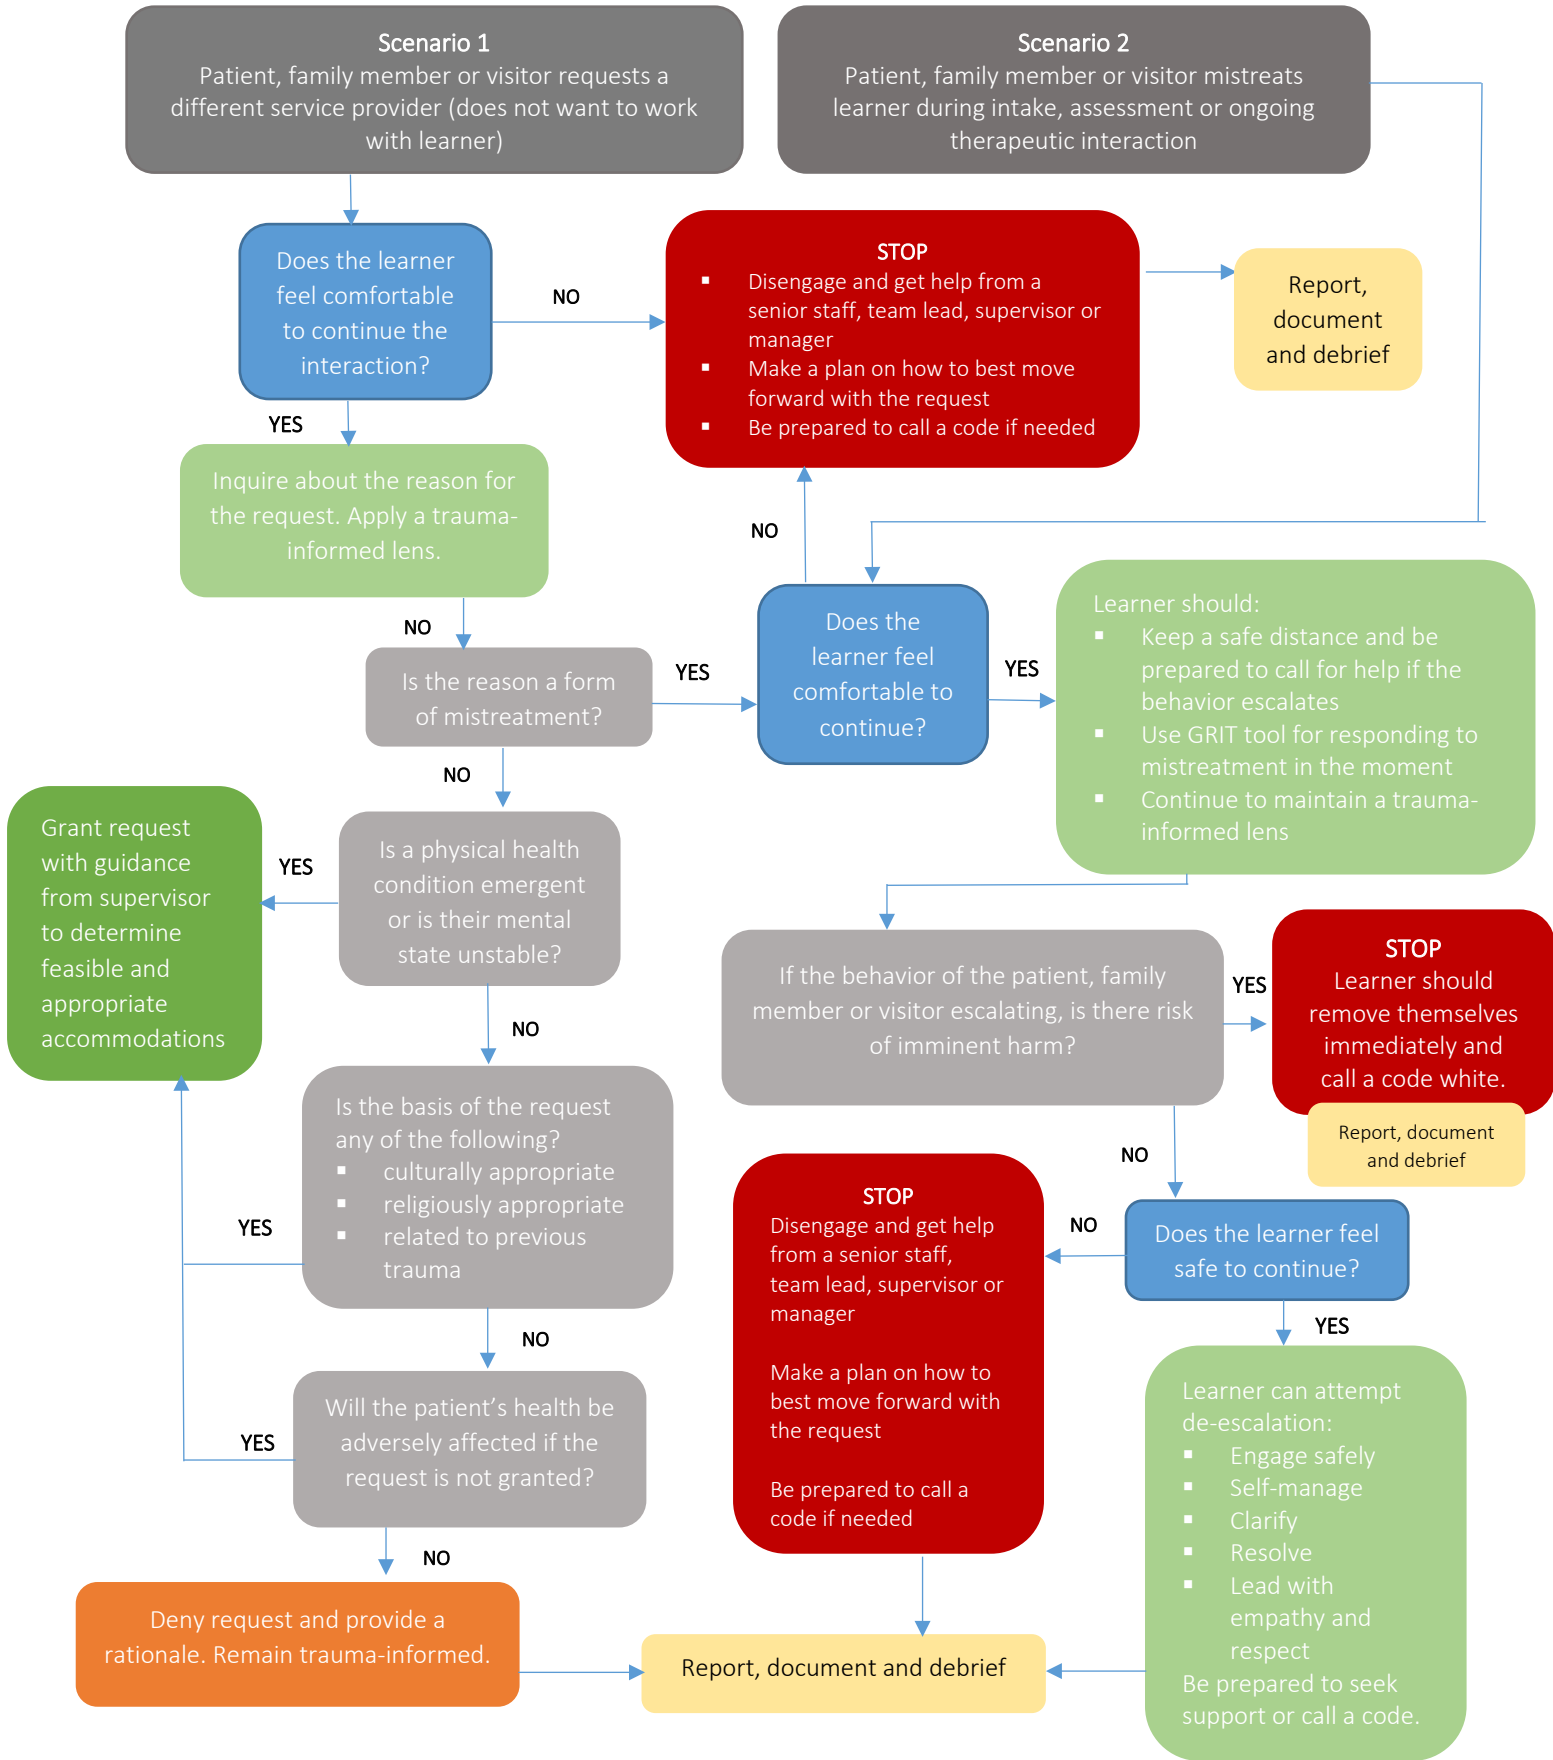 Scenario 1
Patient, family member or visitor requests a
different service provider (does not want to work
with learner)
Scenario 2
Patient, family member or visitor mistreats
learner during intake, assessment or ongoing
therapeutic interaction
Does the learner
feel comfortable
to continue the
interaction?
NO
STOP
▪ Disengage and get help from a
senior staff, team lead, supervisor or
manager
▪ Make a plan on how to best move
forward with the request
▪ Be prepared to call a code if needed
Report,
document
and debrief
YES
Inquire about the reason for
the request. Apply a trauma-
informed lens.
NO
NO
Is the reason a form
of mistreatment?
YES
Does the
learner feel
comfortable to
continue?
YES
Learner should:
▪ Keep a safe distance and be
prepared to call for help if the
behavior escalates
▪ Use GRIT tool for responding to
mistreatment in the moment
▪ Continue to maintain a trauma-
informed lens
NO
Grant request
with guidance
from supervisor
to determine
feasible and
appropriate
accommodations
YES
Is a physical health
condition emergent
or is their mental
state unstable?
If the behavior of the patient, family
member or visitor escalating, is there risk
of imminent harm?
YES
STOP
Learner should
remove themselves
immediately and
call a code white.
Report, document
and debrief
NO
Is the basis of the request
any of the following?
▪ culturally appropriate
▪ religiously appropriate
▪ related to previous
trauma
YES
NO
STOP
Disengage and get help
from a senior staff,
team lead, supervisor or
manager
Make a plan on how to
best move forward with
the request
Be prepared to call a
code if needed
NO
Does the learner feel
safe to continue?
YES
NO
Will the patient’s health be
adversely affected if the
request is not granted?
YES
Learner can attempt
de-escalation:
▪ Engage safely
▪ Self-manage
▪ Clarify
▪ Resolve
▪ Lead with
empathy and
respect
Be prepared to seek
support or call a code.
NO
Deny request and provide a
rationale. Remain trauma-informed.
Report, document and debrief